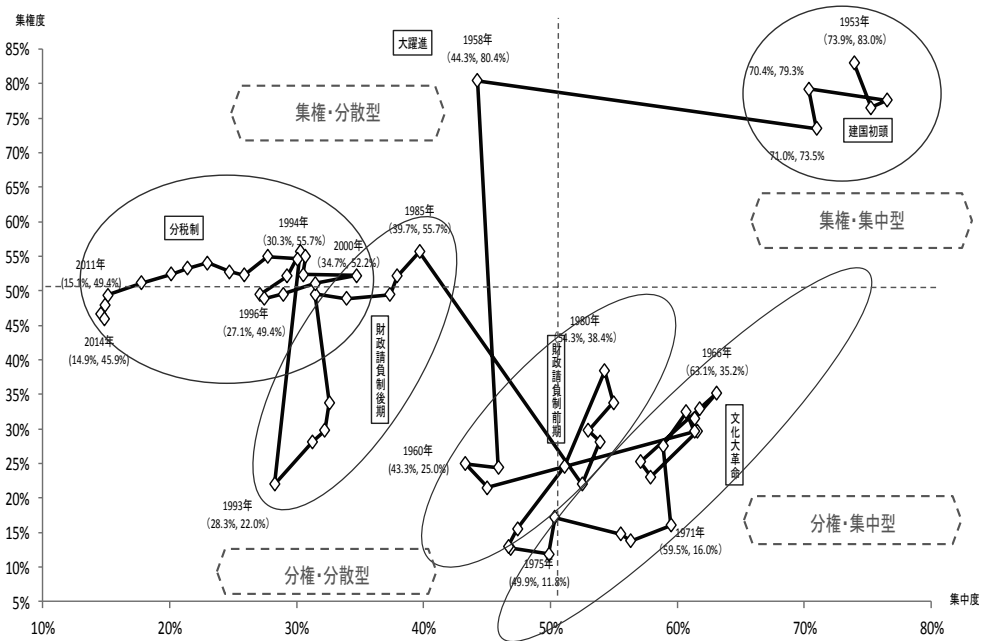 集権度
85%
80%
75%
70%
65%
60%
55%
50%
45%
40%
35%
30%
25%
20%
15%
10%
5%
大躍進
1958年
(44.3%, 80.4%)
1953年
(73.9%, 83.0%)
70.4%, 79.3%
建国初頭
71.0%, 73.5%
集権･分散型
集権･集中型
分税制
1994年
(30.3%, 55.7%)
1985年
(39.7%, 55.7%)
2000年
(34.7%, 52.2%)
2011年
(15.1%, 49.4%)
1996年
(27.1%, 49.4%)
2014年
(14.9%, 45.9%)
財政請負制後期
1980年
(54.3%, 38.4%)
財政請負制前期
1966年
(63.1%, 35.2%)
文化大革命
1960年
(43.3%, 25.0%)
1993年
(28.3%, 22.0%)
1971年
(59.5%, 16.0%)
1975年
(49.9%, 11.8%)
分権･分散型
分権･集中型
集中度
10%
20%
30%
40%
50%
60%
70%
80%